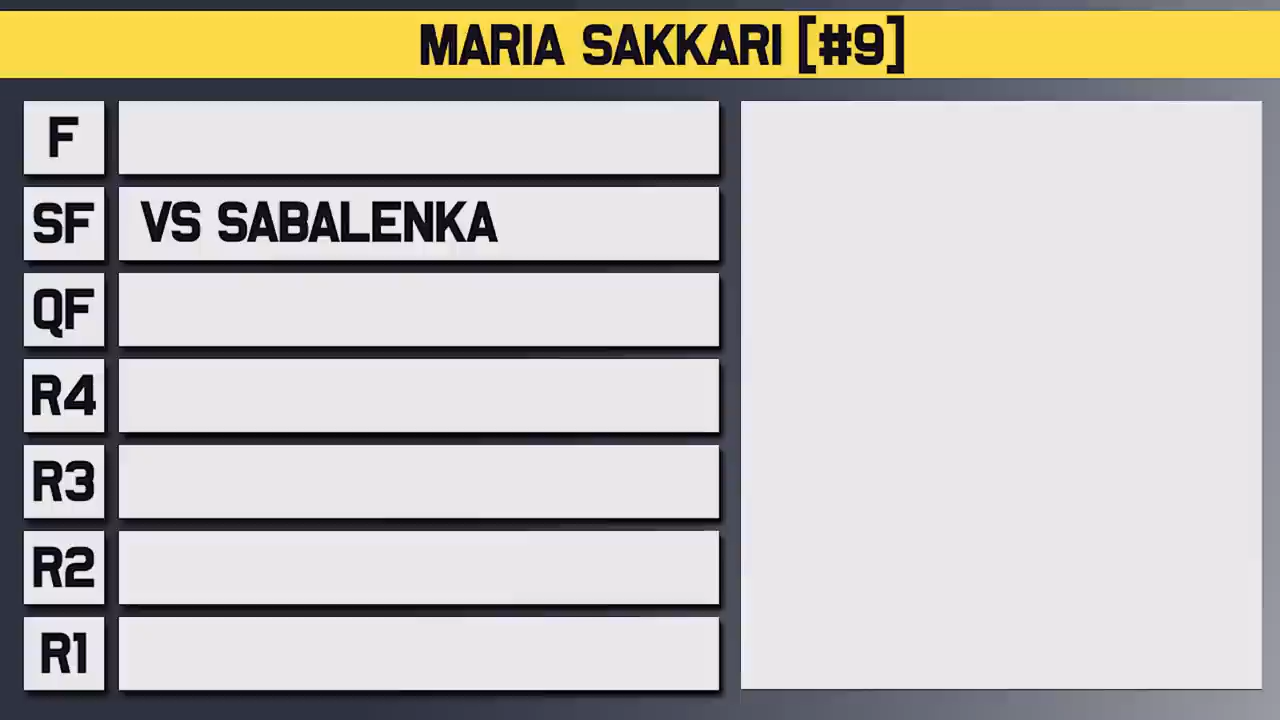 MARIA SAKKARI [#9]
F
SF VS SABALENKA
QF
R4
R3
R2
R1